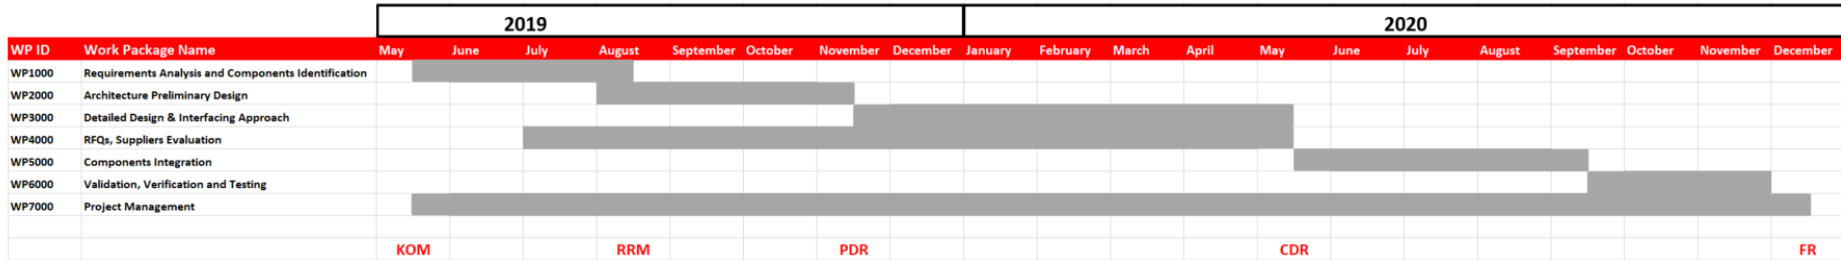 2019 2020
WP ID Work Package Name May June July August September October November December January February March April May June July August September October November December
WP1000 Requirements Analysis and Components Identification
WP2000 Architecture Preliminary Design
WP3000 Detailed Design & Interfacing Approach
WP4000 RFQs, Suppliers Evaluation
WP5000 Components Integration
WP6000 Validation, Verification and Testing
WP7000 Project Management
KOM RRM PDR CDR FR